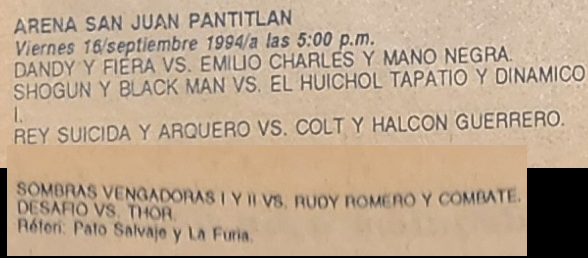 ARENA SAN JUAN PANTITLAN
Viernes 16/septiembre 1994/a las 5:00 p.m.
DANDY Y FIERA VS. EMILIO CHARLES Y MANO NEGRA.
SHOGUN Y BLACK MAN VS. EL HUICHOL TAPATIO Y DINAMICO
I.
REY SUICIDA Y ARQUERO VS. COLT Y HALCON GUERRERO.
SOMBRAS VENGADORAS I Y II VS. RUDY ROMERO Y COMBATE.
DESAFIO VS. THOR.
Réferi: Pato Salvaje y La Furia.